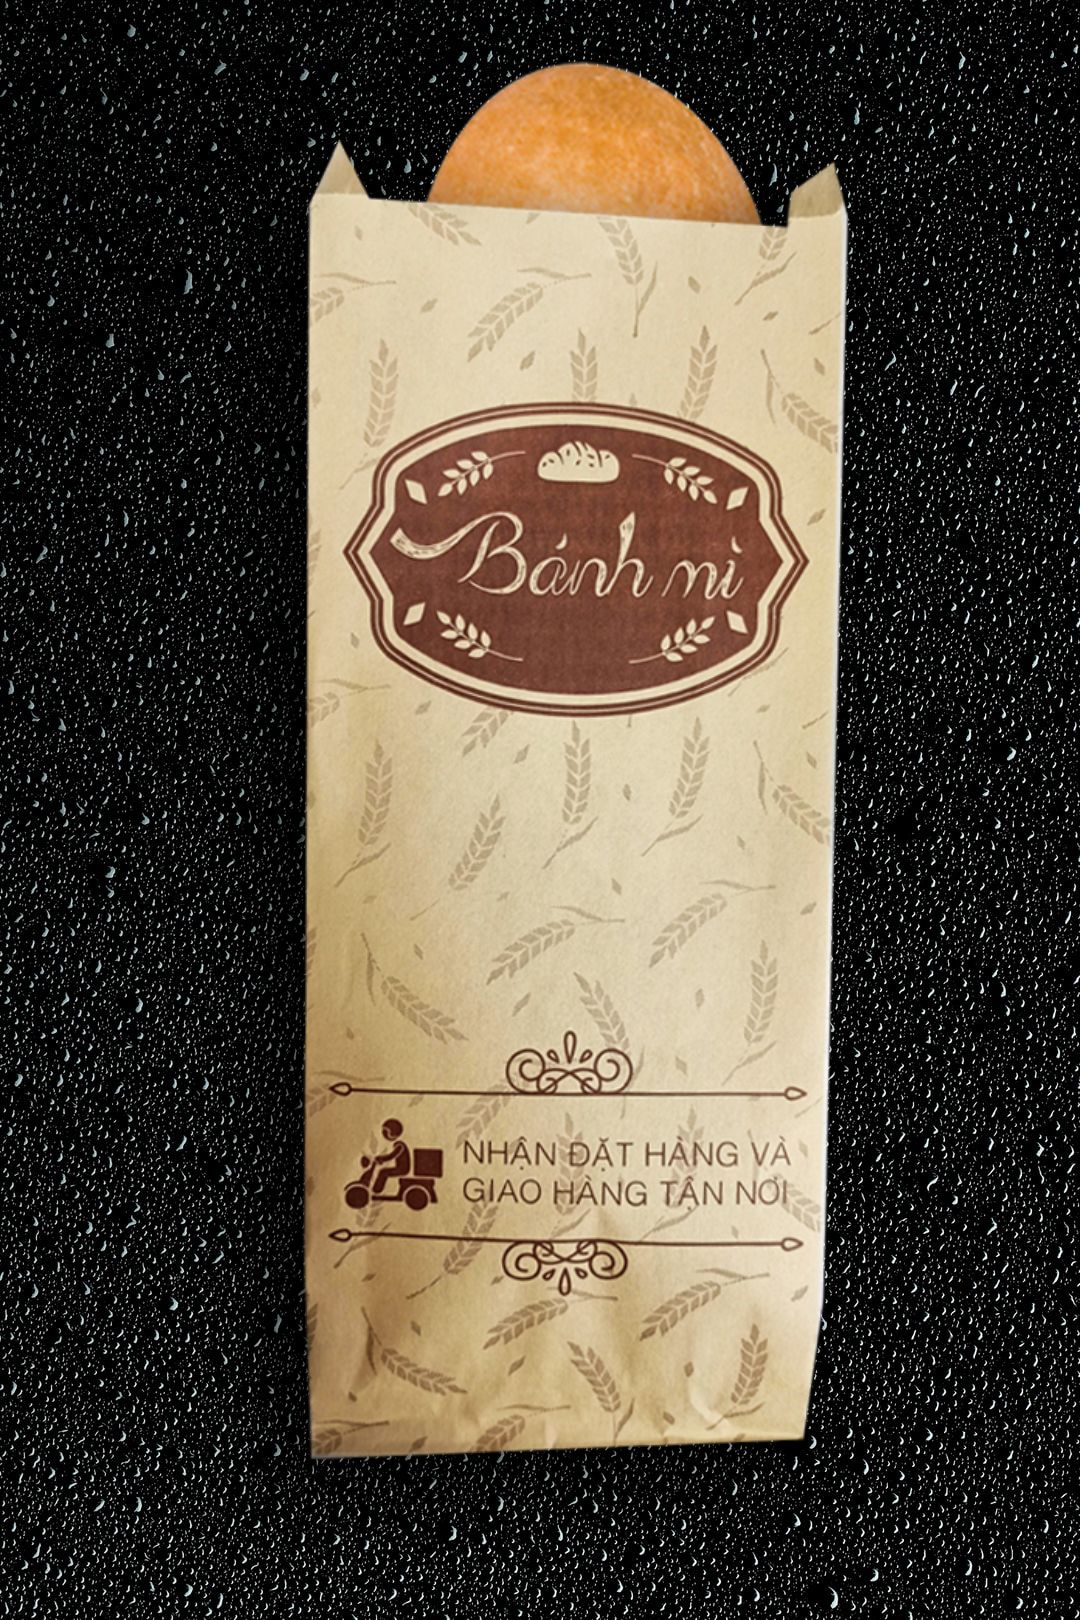 Bánh mì
NHẬN ĐẶT HÀNG VÀ
GIAO HÀNG TẬN NƠI